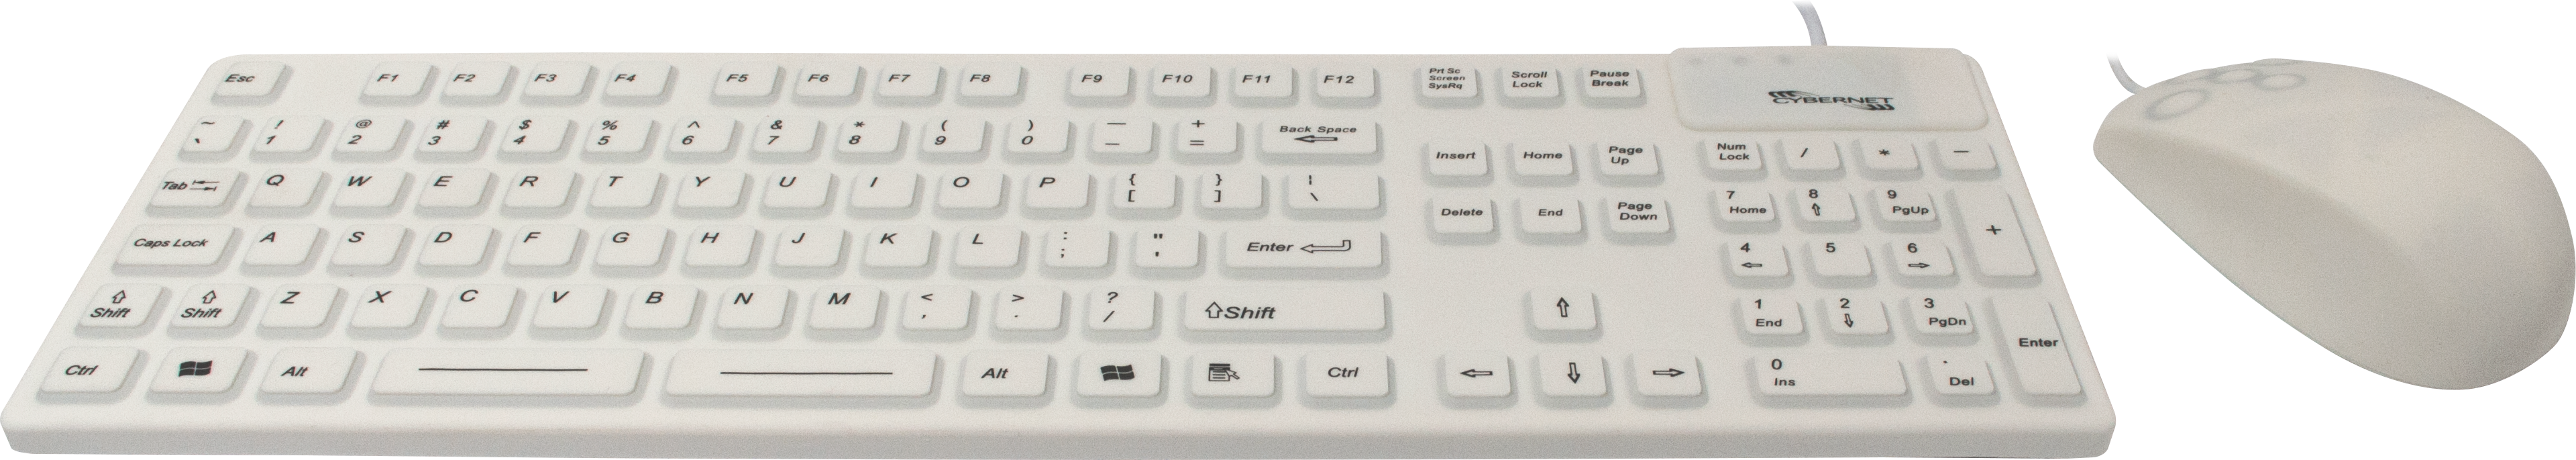 Esc F1 F2 F3 F4 F5 F6 F7 F8 F9 F10 F11 F12 Prt Sc Scroll Pause
Screen Lock Break
SysRq
CYBERNET
~ ! @ # $ % ^ & * ( ) — + Back Space
` 1 2 3 4 5 6 7 8 9 0 – =
Insert Home Page Num / * —
Up Lock
Tab Q W E R T Y U I O P { } ¦
[ ] \
Delete End Page 7 8 9 +
Down Home ⇧ PgUp
Caps Lock A S D F G H J K L : " Enter
; '
4 5 6
⇦ ⇨
⇧ ⇧ Z X C V B N M < > ? ⇧Shift ⇧ 1 2 3
Shift Shift , . / End ⇩ PgDn
Enter
Ctrl Alt Alt Ctrl ⇦ ⇩ ⇨ 0 .
Ins Del